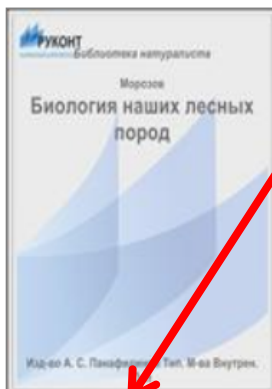 РУКОНТ
Библиотека натуралиста
Морозов
Биология наших лесных
пород
Изд-во А. С. Панафидиной Тип. М-ва Внутрен.